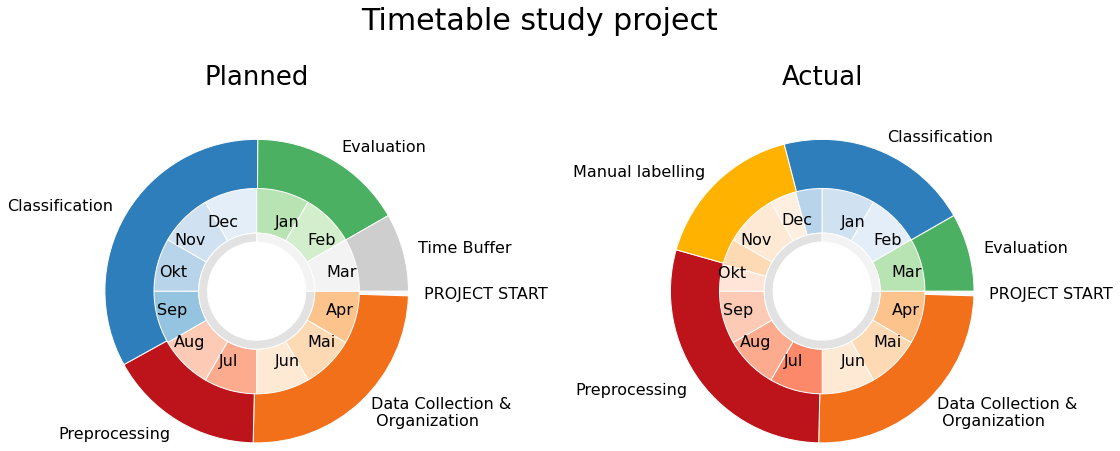 Timetable study project
Planned
Evaluation
Classification
Time Buffer
PROJECT START
Data Collection &
Organization
Preprocessing
Jan
Feb
Mar
Apr
Mai
Jun
Jul
Aug
Sep
Okt
Nov
Dec
Actual
Classification
Manual labelling
Evaluation
PROJECT START
Data Collection &
Organization
Preprocessing
Jan
Feb
Mar
Apr
Mai
Jun
Jul
Aug
Sep
Okt
Nov
Dec